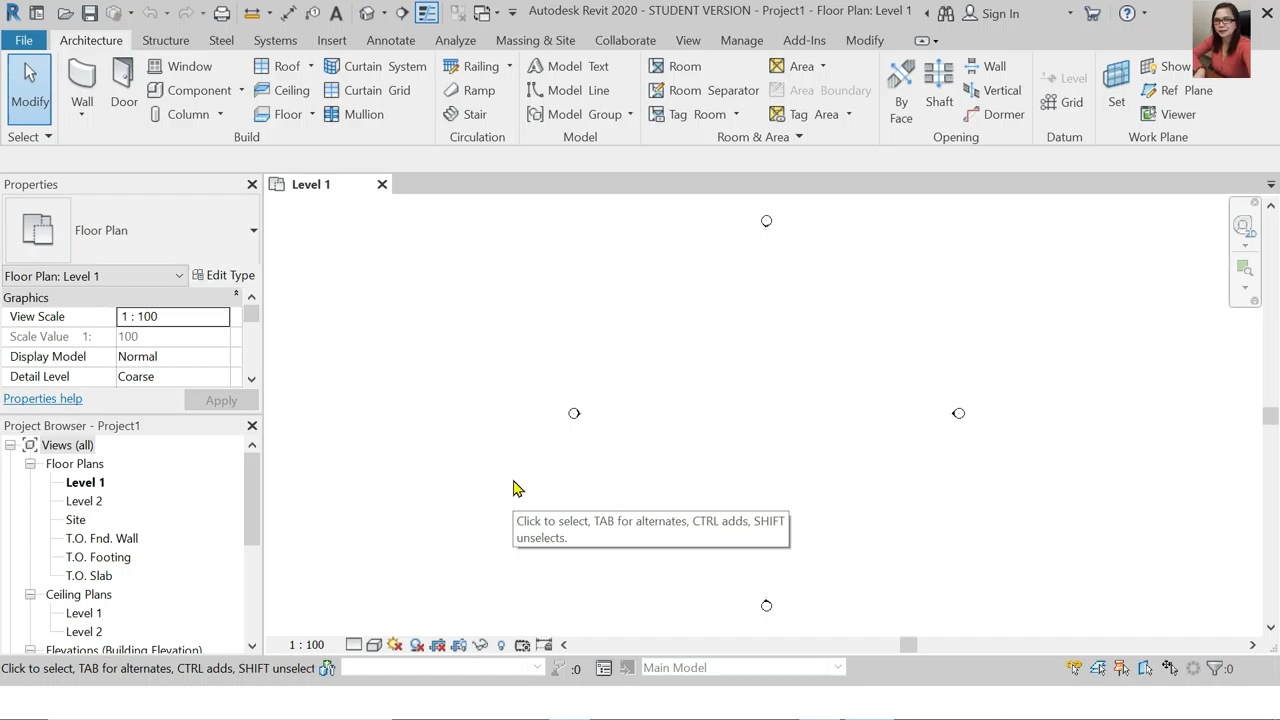 Autodesk Revit 2020 - STUDENT VERSION - Project1 - Floor Plan: Level 1
Sign In
File Architecture Structure Steel Systems Insert Annotate Analyze Massing & Site Collaborate View Manage Add-Ins Modify
Window Roof Curtain System Railing Model Text Room Area Wall Level Show
Component Ceiling Curtain Grid Ramp Model Line Room Separator Area Boundary Vertical Grid Ref Plane
Modify Wall Door By Face Shaft Set
Column Floor Mullion Stair Model Group Tag Room Tag Area Dormer Viewer
Select Build Circulation Model Room & Area Opening Datum Work Plane
Properties
Level 1
Floor Plan
Floor Plan: Level 1 Edit Type
Graphics
View Scale 1 : 100
Scale Value 1: 100
Display Model Normal
Detail Level Coarse
Properties help Apply
Project Browser - Project1
Views (all)
Floor Plans
Level 1
Level 2
Site
T.O. Fnd. Wall
T.O. Footing
T.O. Slab
Ceiling Plans
Level 1
Level 2
Elevations (Building Elevation)
Click to select, TAB for alternates, CTRL adds, SHIFT
unselects.
2D
1 : 100
Click to select, TAB for alternates, CTRL adds, SHIFT unselect :0 Main Model :0